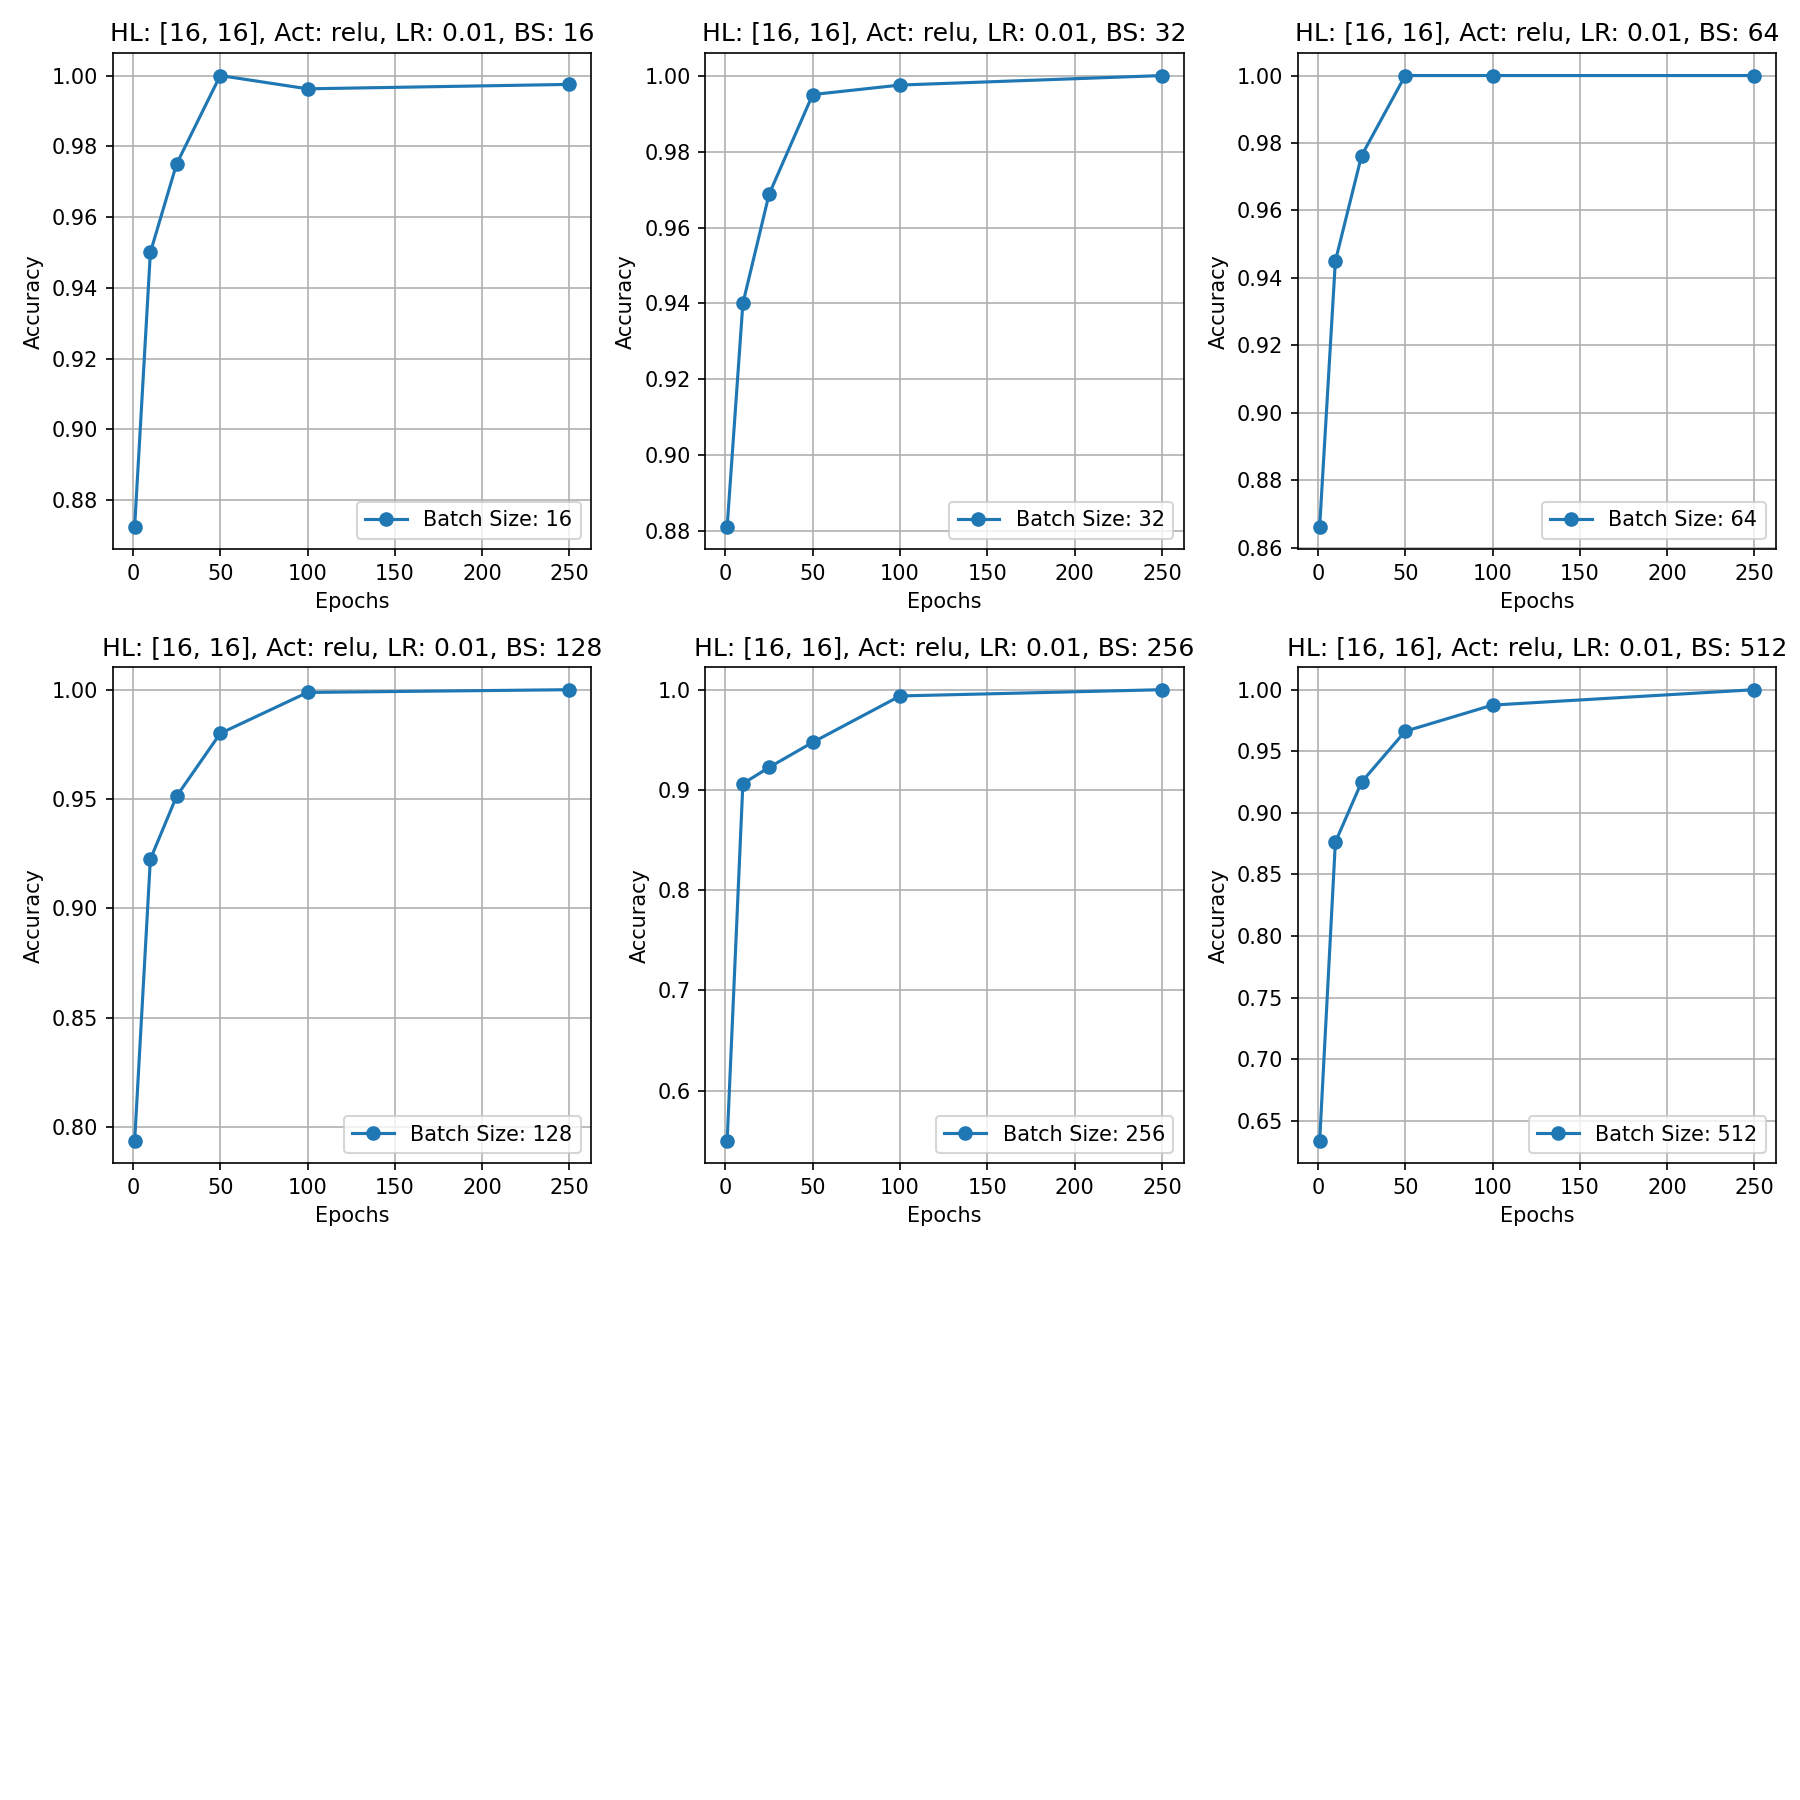 HL: [16, 16], Act: relu, LR: 0.01, BS: 16
Accuracy
1.00
0.98
0.96
0.94
0.92
0.90
0.88
Batch Size: 16
0 50 100 150 200 250
Epochs
HL: [16, 16], Act: relu, LR: 0.01, BS: 32
Accuracy
1.00
0.98
0.96
0.94
0.92
0.90
0.88
Batch Size: 32
0 50 100 150 200 250
Epochs
HL: [16, 16], Act: relu, LR: 0.01, BS: 64
Accuracy
1.00
0.98
0.96
0.94
0.92
0.90
0.88
0.86
Batch Size: 64
0 50 100 150 200 250
Epochs
HL: [16, 16], Act: relu, LR: 0.01, BS: 128
Accuracy
1.00
0.95
0.90
0.85
0.80
Batch Size: 128
0 50 100 150 200 250
Epochs
HL: [16, 16], Act: relu, LR: 0.01, BS: 256
Accuracy
1.0
0.9
0.8
0.7
0.6
Batch Size: 256
0 50 100 150 200 250
Epochs
HL: [16, 16], Act: relu, LR: 0.01, BS: 512
Accuracy
1.00
0.95
0.90
0.85
0.80
0.75
0.70
0.65
Batch Size: 512
0 50 100 150 200 250
Epochs